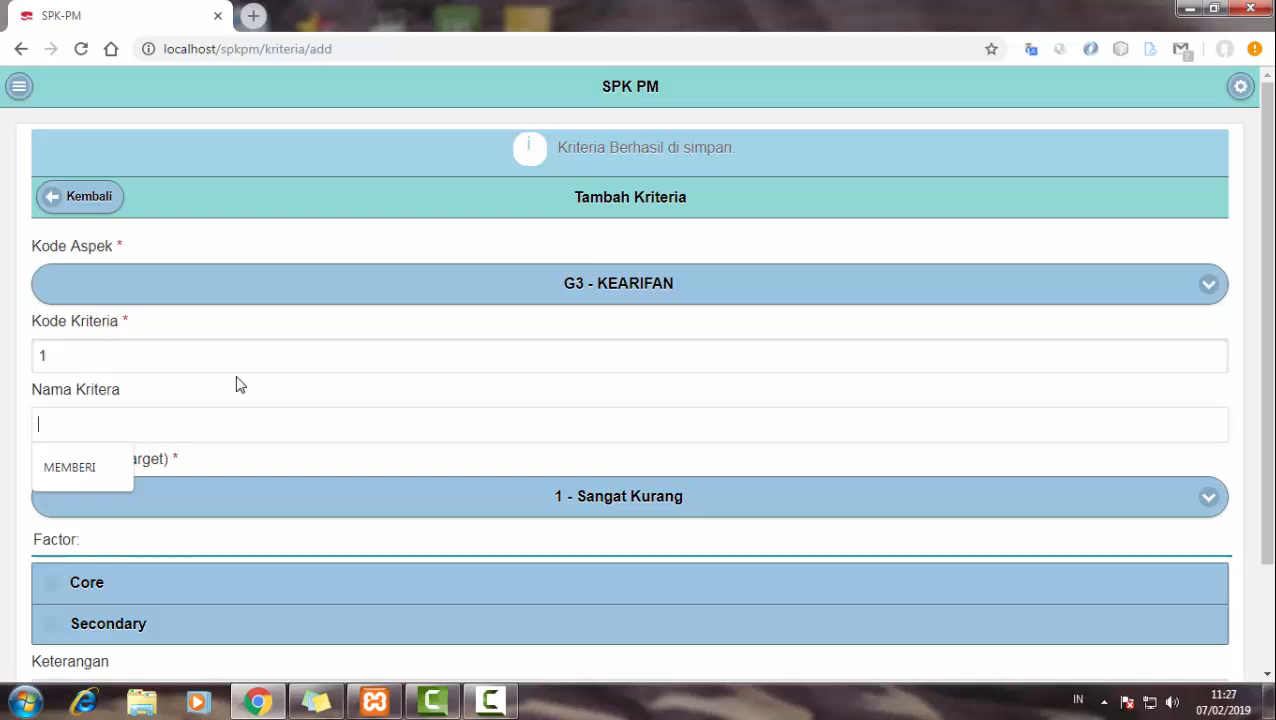 SPK-PM
localhost/spkpm/kriteria/add
SPK PM
i Kriteria Berhasil di simpan.
Kembali
Tambah Kriteria
Kode Aspek *
G3 - KEARIFAN
Kode Kriteria *
1
Nama Kritera
MEMBERI
arget) *
1 - Sangat Kurang
Factor:
Core
Secondary
Keterangan
IN
11:27
07/02/2019